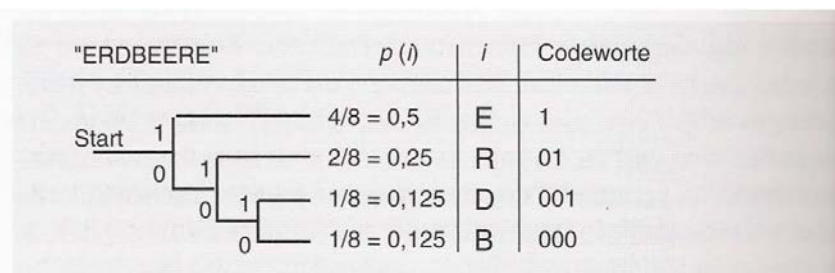 "ERDBEERE" p (i) i Codeworte
1 4/8 = 0,5 E 1
Start
0 1 2/8 = 0,25 R 01
0 1 1/8 = 0,125 D 001
0 1/8 = 0,125 B 000